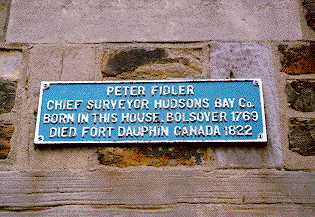 PETER FIDLER
CHIEF SURVEYOR HUDSONS BAY Co.
BORN IN THIS HOUSE. BOLSOVER 1769
DIED FORT DAUPHIN CANADA 1822